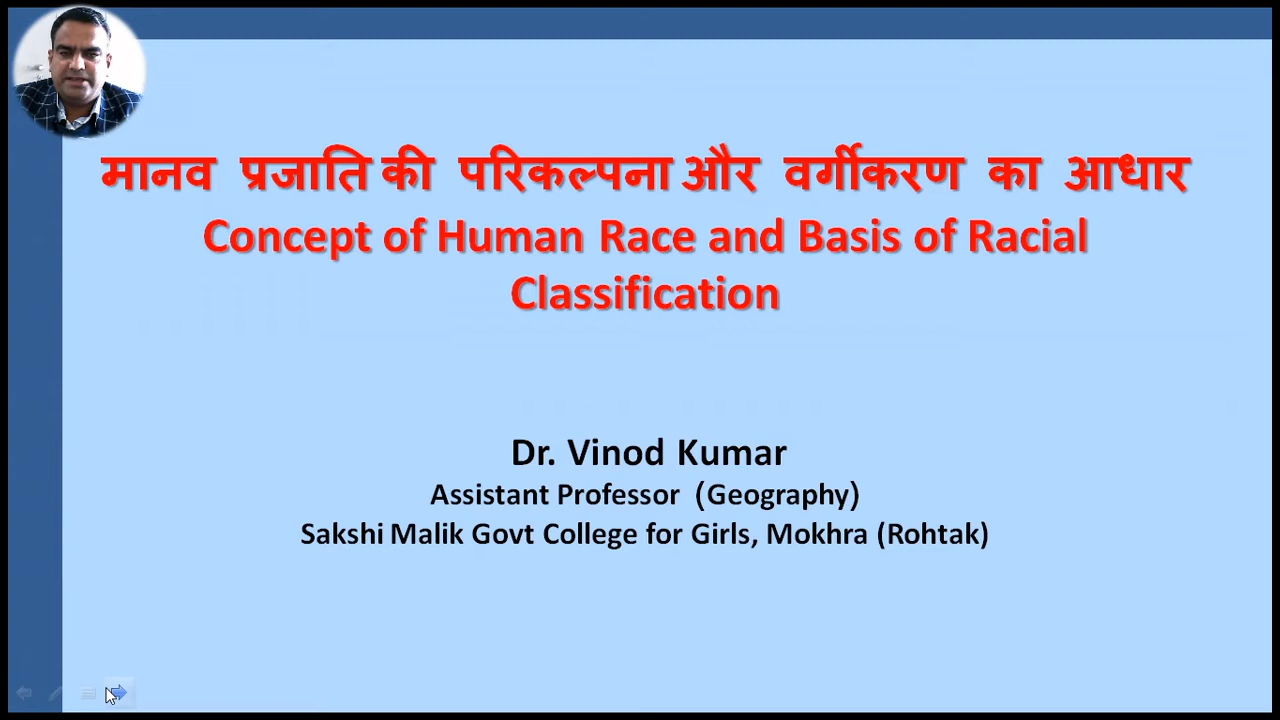 मानव प्रजाति की परिकल्पना और वर्गीकरण का आधार
Concept of Human Race and Basis of Racial
Classification
Dr. Vinod Kumar
Assistant Professor (Geography)
Sakshi Malik Govt College for Girls, Mokhra (Rohtak)